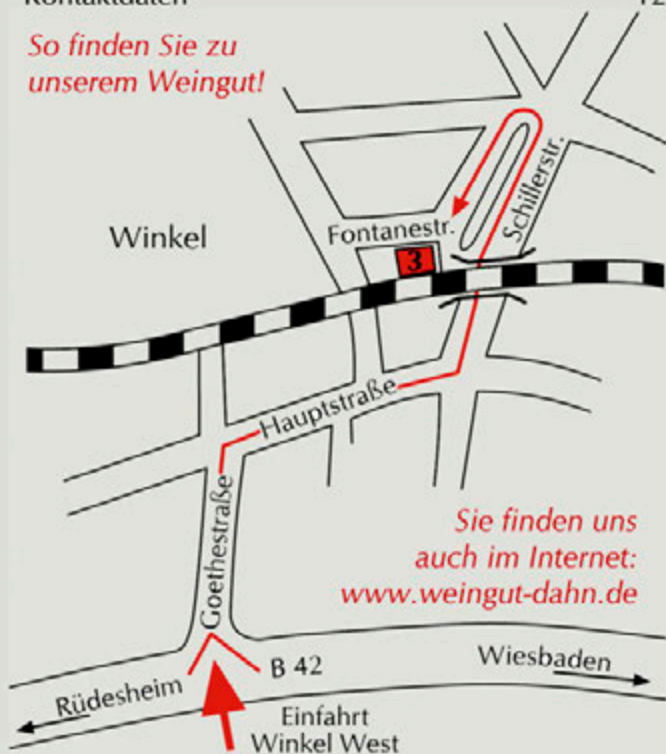 Kontaktdaten
So finden Sie zu
unserem Weingut!
Schillerstr.
Winkel
Fontanestr.
3
Hauptstraße
Goethestraße
Sie finden uns
auch im Internet:
www.weingut-dahn.de
B 42
Wiesbaden
Rüdesheim
Einfahrt
Winkel West